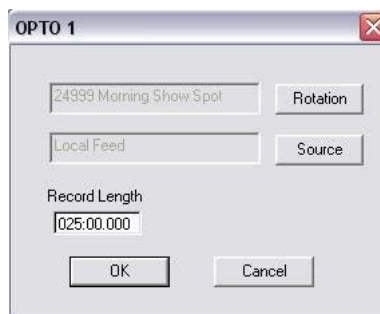 OPTO 1
24999 Morning Show Spot
Rotation
Local Feed
Source
Record Length
025:00.000
OK
Cancel